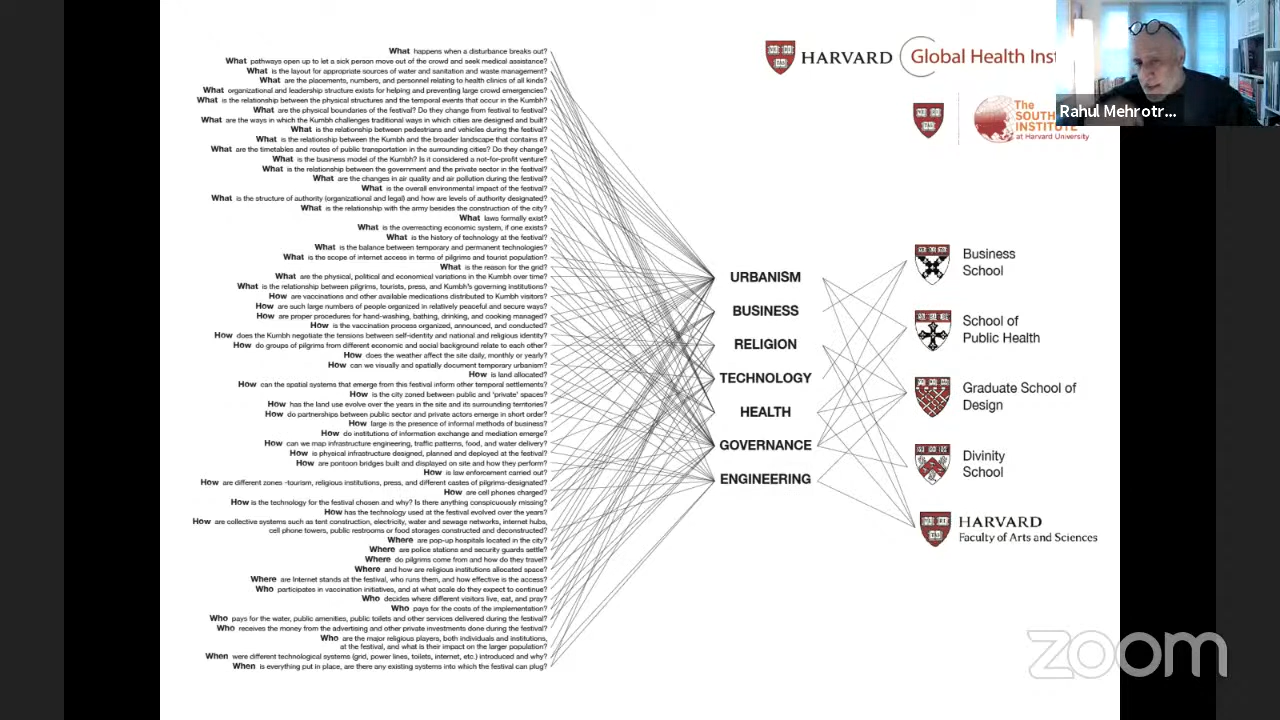 What happens when a disturbance breaks out?
What pathways open up to let a sick person move out of the crowd and seek medical assistance?
What is the layout for appropriate sources of water and sanitation and waste management?
What are the placements, numbers, and personnel relating to health clinics of all kinds?
What organizational and leadership structure exists for helping and preventing large crowd emergencies?
What is the relationship between the physical structures and the temporal events that occur in the Kumbh?
What are the physical boundaries of the festival? Do they change from festival to festival?
What are the ways in which the Kumbh challenges traditional ways in which cities are designed and built?
What is the relationship between pedestrians and vehicles during the festival?
What is the relationship between the Kumbh and the broader landscape that contains it?
What are the timetables and routes of public transportation in the surrounding cities? Do they change?
What is the business model of the Kumbh? Is it considered a not-for-profit venture?
What is the relationship between the government and the private sector in the festival?
What are the changes in air quality and air pollution during the festival?
What is the overall environmental impact of the festival?
What is the structure of authority (organizational and legal) and how are levels of authority designated?
What is the relationship with the army besides the construction of the city?
What laws formally exist?
What is the overreacting economic system, if one exists?
What is the history of technology at the festival?
What is the balance between temporary and permanent technologies?
What is the scope of internet access in terms of pilgrims and tourist population?
What is the reason for the grid?
What are the physical, political and economical variations in the Kumbh over time?
What is the relationship between pilgrims, tourists, press, and Kumbh's governing institutions?
How are vaccinations and other available medications distributed to Kumbh visitors?
How are such large numbers of people organized in relatively peaceful and secure ways?
How are proper procedures for hand-washing, bathing, drinking, and cooking managed?
How is the vaccination process organized, announced, and conducted?
How does the Kumbh negotiate the tensions between self-identity and national and religious identity?
How do groups of pilgrims from different economic and social background relate to each other?
How does the weather affect the site daily, monthly or yearly?
How can we visually and spatially document temporary urbanism?
How is land allocated?
How can the spatial systems that emerge from this festival inform other temporal settlements?
How is the city zoned between public and 'private' spaces?
How has the land use evolve over the years in the site and its surrounding territories?
How do partnerships between public sector and private actors emerge in short order?
How large is the presence of informal methods of business?
How do institutions of information exchange and mediation emerge?
How can we map infrastructure engineering, traffic patterns, food, and water delivery?
How is physical infrastructure designed, planned and deployed at the festival?
How are pontoon bridges built and displayed on site and how they perform?
How is law enforcement carried out?
How are different zones -tourism, religious institutions, press, and different castes of pilgrims-designated?
How are cell phones charged?
How is the technology for the festival chosen and why? Is there anything conspicuously missing?
How has the technology used at the festival evolved over the years?
How are collective systems such as tent construction, electricity, water and sewage networks, internet hubs,
cell phone towers, public restrooms or food storages constructed and deconstructed?
Where are pop-up hospitals located in the city?
Where are police stations and security guards settle?
Where do pilgrims come from and how do they travel?
Where and how are religious institutions allocated space?
Where are Internet stands at the festival, who runs them, and how effective is the access?
Who participates in vaccination initiatives, and at what scale do they expect to continue?
Who decides where different visitors live, eat, and pray?
Who pays for the costs of the implementation?
Who pays for the water, public amenities, public toilets and other services delivered during the festival?
Who receives the money from the advertising and other private investments done during the festival?
Who are the major religious players, both individuals and institutions,
at the festival, and what is their impact on the larger population?
When were different technological systems (grid, power lines, toilets, internet, etc.) introduced and why?
When is everything put in place, are there any existing systems into which the festival can plug?
URBANISM
BUSINESS
RELIGION
TECHNOLOGY
HEALTH
GOVERNANCE
ENGINEERING
HARVARD Global Health Inst
The
SOUTH
INSTITUTE
at Harvard University
Rahul Mehrotr...
Business
School
School of
Public Health
Graduate School of
Design
Divinity
School
HARVARD
Faculty of Arts and Sciences
zoom